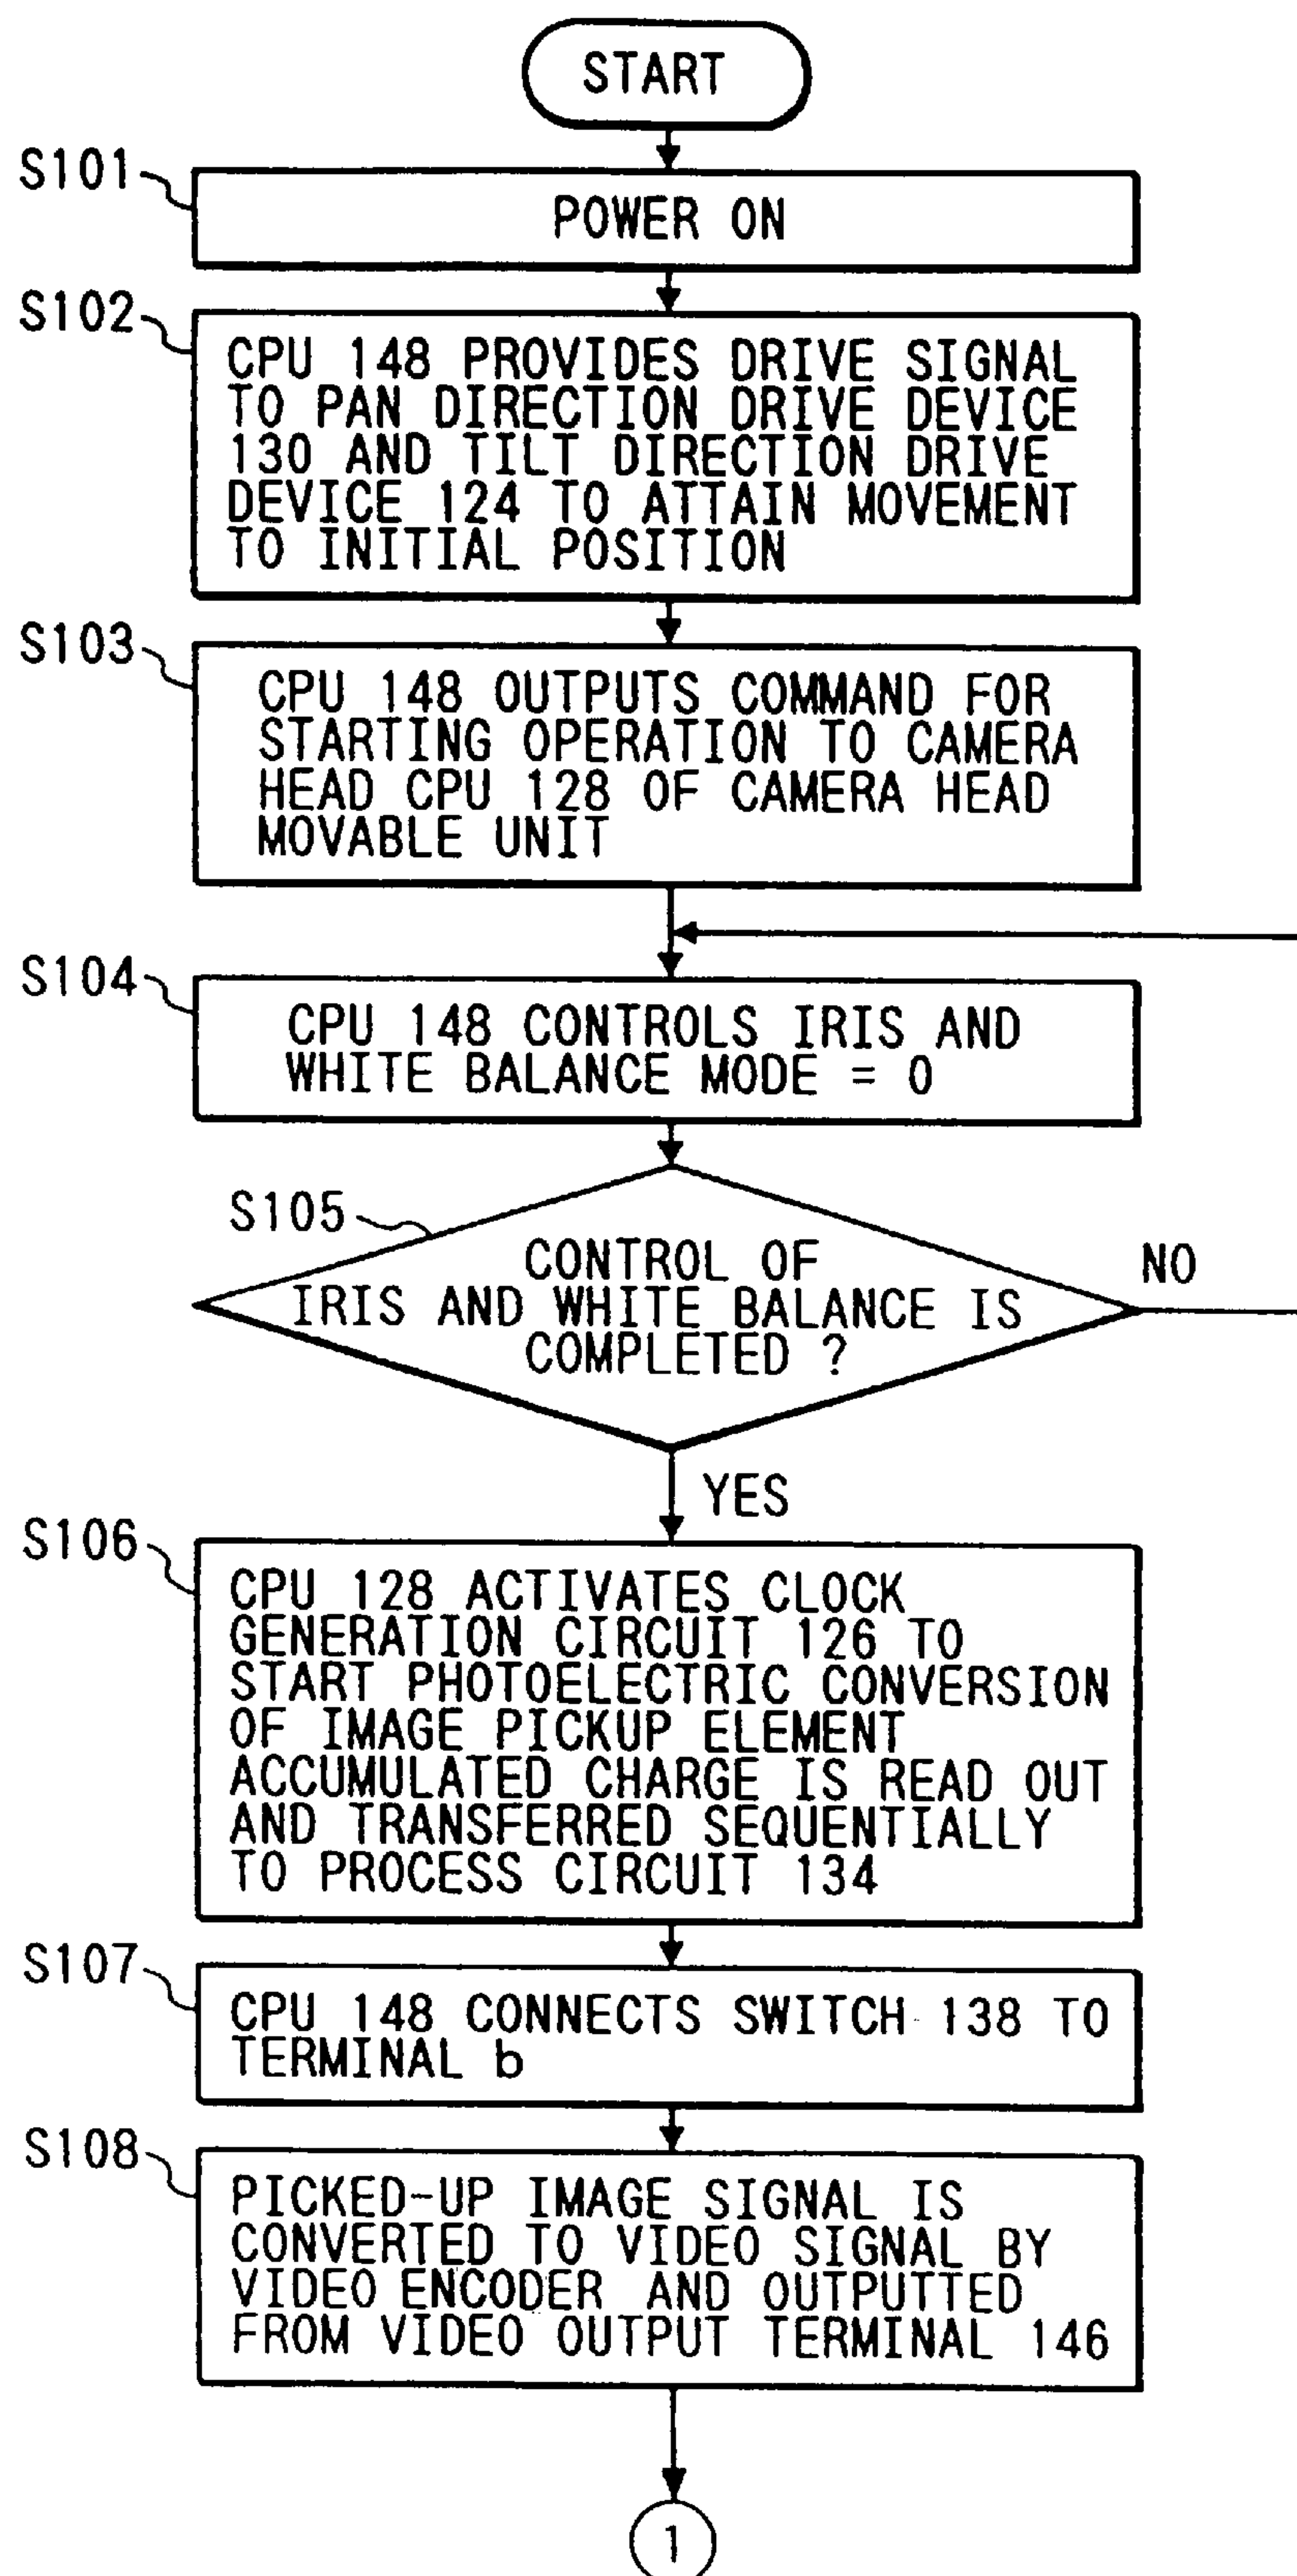 START
S101
POWER ON
S102
CPU 148 PROVIDES DRIVE SIGNAL
TO PAN DIRECTION DRIVE DEVICE
130 AND TILT DIRECTION DRIVE
DEVICE 124 TO ATTAIN MOVEMENT
TO INITIAL POSITION
S103
CPU 148 OUTPUTS COMMAND FOR
STARTING OPERATION TO CAMERA
HEAD CPU 128 OF CAMERA HEAD
MOVABLE UNIT
S104
CPU 148 CONTROLS IRIS AND
WHITE BALANCE MODE = 0
S105
CONTROL OF
IRIS AND WHITE BALANCE IS
COMPLETED ?
NO
YES
S106
CPU 128 ACTIVATES CLOCK
GENERATION CIRCUIT 126 TO
START PHOTOELECTRIC CONVERSION
OF IMAGE PICKUP ELEMENT
ACCUMULATED CHARGE IS READ OUT
AND TRANSFERRED SEQUENTIALLY
TO PROCESS CIRCUIT 134
S107
CPU 148 CONNECTS SWITCH 138 TO
TERMINAL b
S108
PICKED-UP IMAGE SIGNAL IS
CONVERTED TO VIDEO SIGNAL BY
VIDEO ENCODER AND OUTPUTTED
FROM VIDEO OUTPUT TERMINAL 146
1